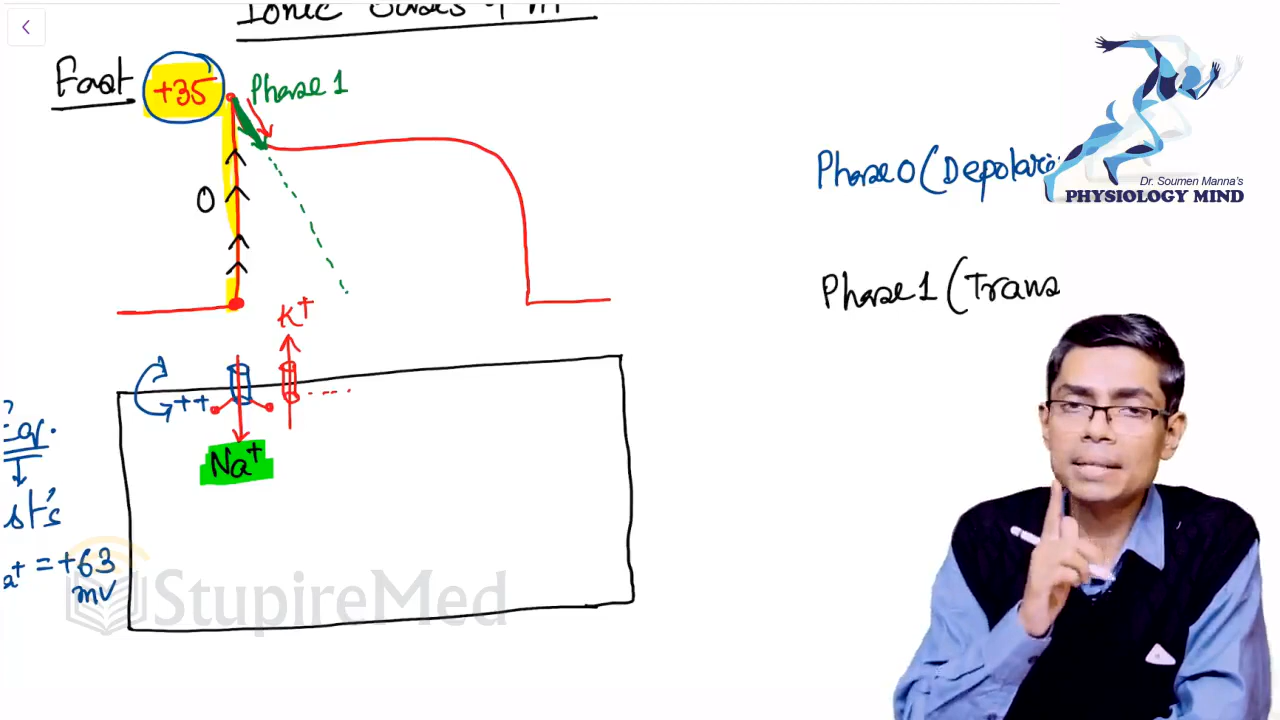 Ionic
Fast
+35
Phase 1
0
K+
++
Na+
= +63
mV
StupireMed
Phase 0 (Depolari
Phase 1 (Trans
Dr. Soumen Manna's
PHYSIOLOGY MIND